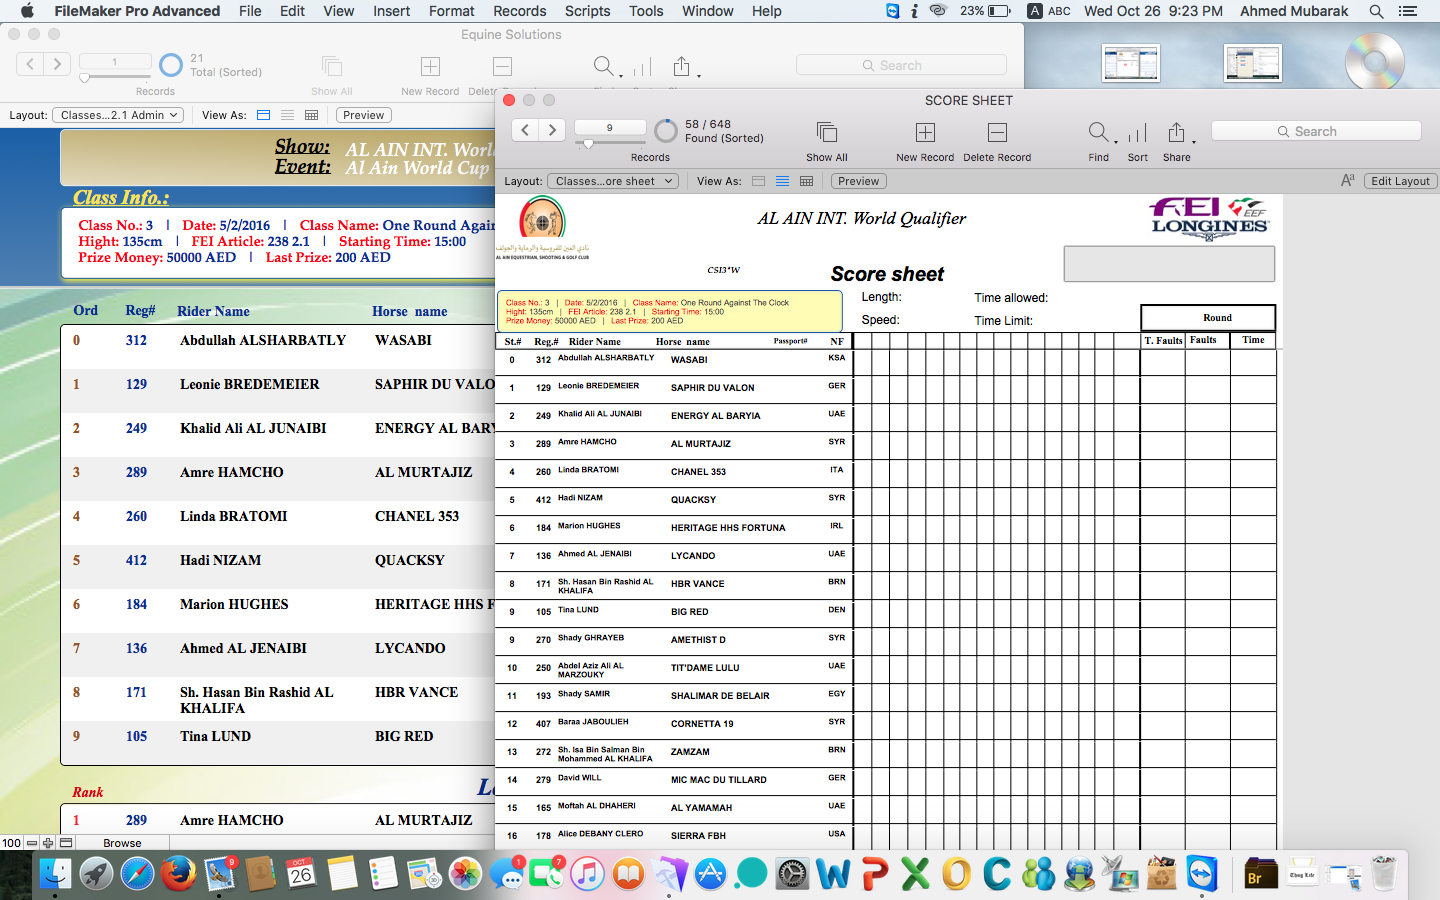 FileMaker Pro Advanced File Edit View Insert Format Records Scripts Tools Window Help 23% A ABC Wed Oct 26 9:23 PM Ahmed Mubarak
Equine Solutions
1
21
Total (Sorted)
Search
Records
Show All
New Record
Layout: Classes...2.1 Admin View As: Preview
Show: AL AIN INT. Worl
Event: Al Ain World Cup
Class Info.:
Class No.: 3 | Date: 5/2/2016 | Class Name: One Round Agair
Hight: 135cm | FEI Article: 238 2.1 | Starting Time: 15:00
Prize Money: 50000 AED | Last Prize: 200 AED
Ord Reg# Rider Name Horse name
0 312 Abdullah ALSHARBATLY WASABI
1 129 Leonie BREDEMEIER SAPHIR DU VALO
2 249 Khalid Ali AL JUNAIBI ENERGY AL BARY
3 289 Amre HAMCHO AL MURTAJIZ
4 260 Linda BRATOMI CHANEL 353
5 412 Hadi NIZAM QUACKSY
6 184 Marion HUGHES HERITAGE HHS F
7 136 Ahmed AL JENAIBI LYCANDO
8 171 Sh. Hasan Bin Rashid AL HBR VANCE
KHALIFA
9 105 Tina LUND BIG RED
Rank
1 289 Amre HAMCHO AL MURTAJIZ
100 Browse
SCORE SHEET
9
58 / 648
Found (Sorted)
Search
Records Show All New Record Delete Record Find Sort Share
Layout: Classes...ore sheet View As: Preview Aa Edit Layout
AL AIN INT. World Qualifier
FEI EEF
LONGINES
نادي العين للفروسية والرماية والجولف
AL AIN EQUESTRIAN, SHOOTING & GOLF CLUB
CSI3*W
Score sheet
Class No.: 3 | Date: 5/2/2016 | Class Name: One Round Against The Clock
Hight: 135cm | FEI Article: 238 2.1 | Starting Time: 15:00
Prize Money: 50000 AED | Last Prize: 200 AED
Length: Time allowed:
Speed: Time Limit:
Round
St.# Reg.# Rider Name Horse name Passport# NF T. Faults Faults Time
0 312 Abdullah ALSHARBATLY WASABI KSA
1 129 Leonie BREDEMEIER SAPHIR DU VALON GER
2 249 Khalid Ali AL JUNAIBI ENERGY AL BARYIA UAE
3 289 Amre HAMCHO AL MURTAJIZ SYR
4 260 Linda BRATOMI CHANEL 353 ITA
5 412 Hadi NIZAM QUACKSY SYR
6 184 Marion HUGHES HERITAGE HHS FORTUNA IRL
7 136 Ahmed AL JENAIBI LYCANDO UAE
8 171 Sh. Hasan Bin Rashid AL HBR VANCE BRN
KHALIFA
9 105 Tina LUND BIG RED DEN
9 270 Shady GHRAYEB AMETHIST D SYR
10 250 Abdel Aziz Ali AL TIT'DAME LULU UAE
MARZOUKY
11 193 Shady SAMIR SHALIMAR DE BELAIR EGY
12 407 Baraa JABOULIEH CORNETTA 19 SYR
13 272 Sh. Isa Bin Salman Bin ZAMZAM BRN
Mohammed AL KHALIFA
14 279 David WILL MIC MAC DU TILLARD GER
15 165 Moftah AL DHAHERI AL YAMAMAH UAE
16 178 Alice DEBANY CLERO SIERRA FBH USA
9 OCT 26 1 7 W P X O C Br Thug Life